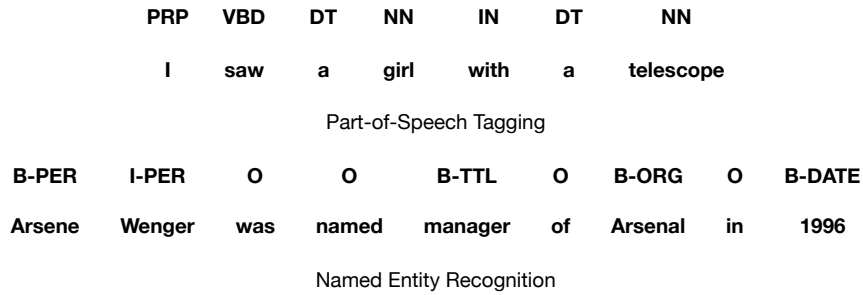 PRP VBD DT NN IN DT NN
I saw a girl with a telescope
Part-of-Speech Tagging
B-PER I-PER O O B-TTL O B-ORG O B-DATE
Arsene Wenger was named manager of Arsenal in 1996
Named Entity Recognition